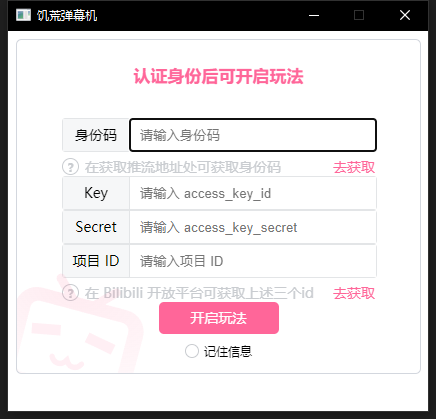 饥荒弹幕机
认证身份后可开启玩法
身份码 请输入身份码
? 在获取推流地址处可获取身份码 去获取
Key 请输入 access_key_id
Secret 请输入 access_key_secret
项目 ID 请输入项目 ID
? 在 Bilibili 开放平台可获取上述三个id 去获取
开启玩法
记住信息